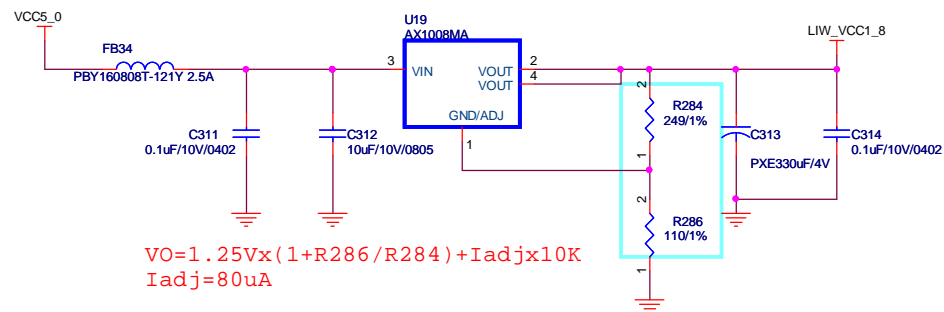 VCC5_0
FB34
PBY160808T-121Y 2.5A
C311
0.1uF/10V/0402
C312
10uF/10V/0805
U19
AX1008MA
3
VIN
VOUT
2
VOUT
4
GND/ADJ
1
LIW_VCC1_8
2
R284
249/1%
1
2
R286
110/1%
1
C313
PXE330uF/4V
C314
0.1uF/10V/0402
VO=1.25Vx(1+R286/R284)+Iadjx10K
Iadj=80uA